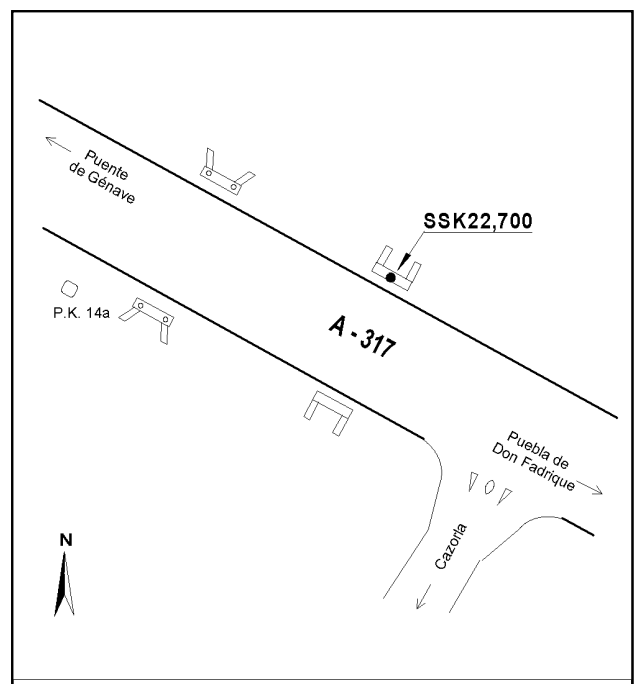 Puente
de Génave
SSK22,700
P.K. 14a
A - 317
Puebla de
Don Fadrique
Cazorla
N